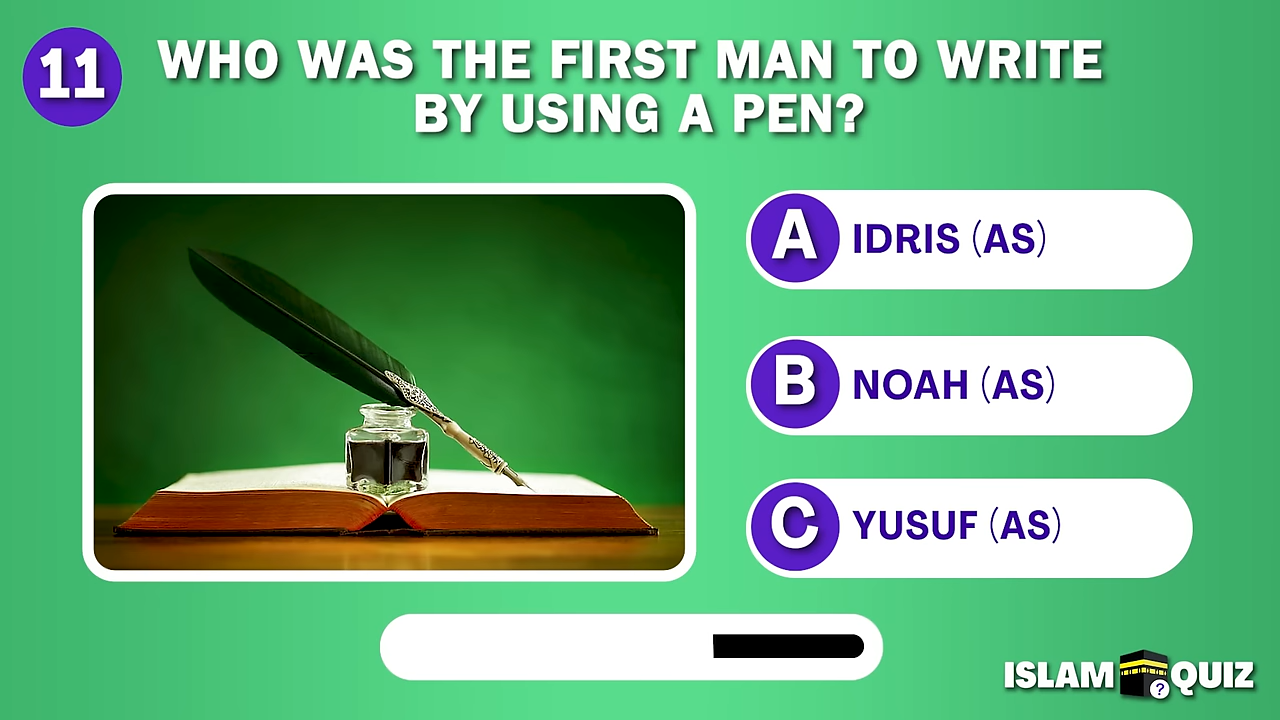 11
WHO WAS THE FIRST MAN TO WRITE
BY USING A PEN?
A IDRIS (AS)
B NOAH (AS)
C YUSUF (AS)
ISLAM ? QUIZ